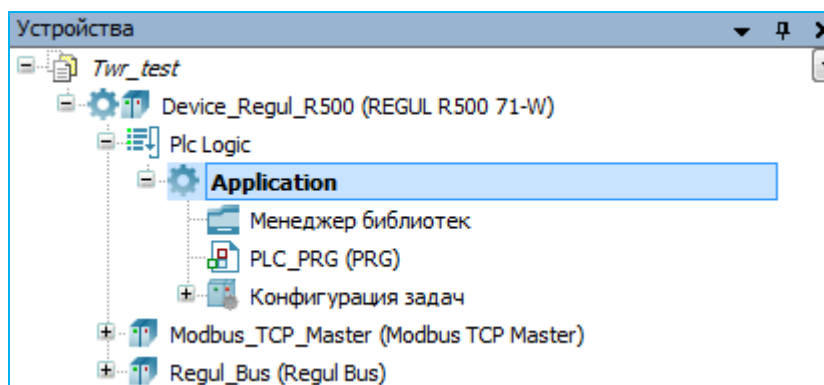 Устройства
Twr_test
Device_Regul_R500 (REGUL R500 71-W)
Plc Logic
Application
Менеджер библиотек
PLC_PRG (PRG)
Конфигурация задач
Modbus_TCP_Master (Modbus TCP Master)
Regul_Bus (Regul Bus)